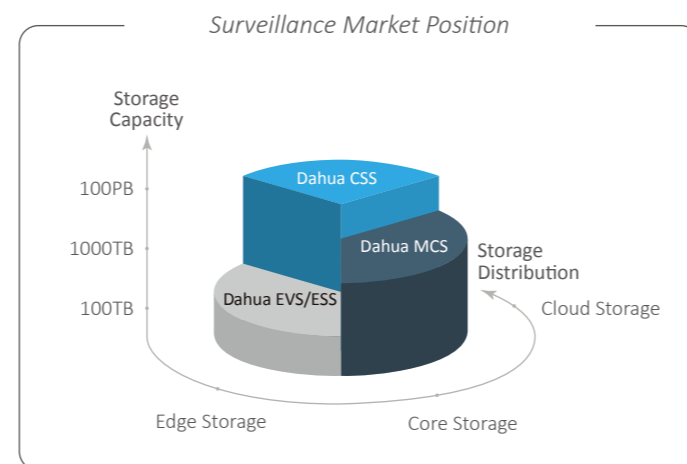 Surveillance Market Position
Storage
Capacity
100PB
1000TB
100TB
Dahua CSS
Dahua MCS
Dahua EVS/ESS
Storage
Distribution
Cloud Storage
Edge Storage
Core Storage